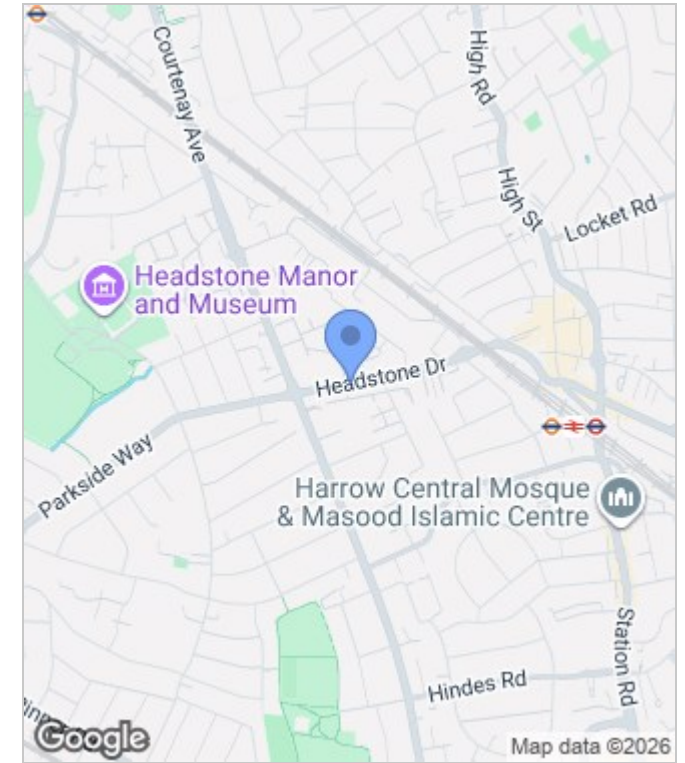 Courtenay Ave
High Rd
High St
Locket Rd
Headstone Manor
and Museum
Headstone Dr
Parkside Way
Harrow Central Mosque
& Masood Islamic Centre
Station Rd
Hindes Rd
Google
Map data ©2026